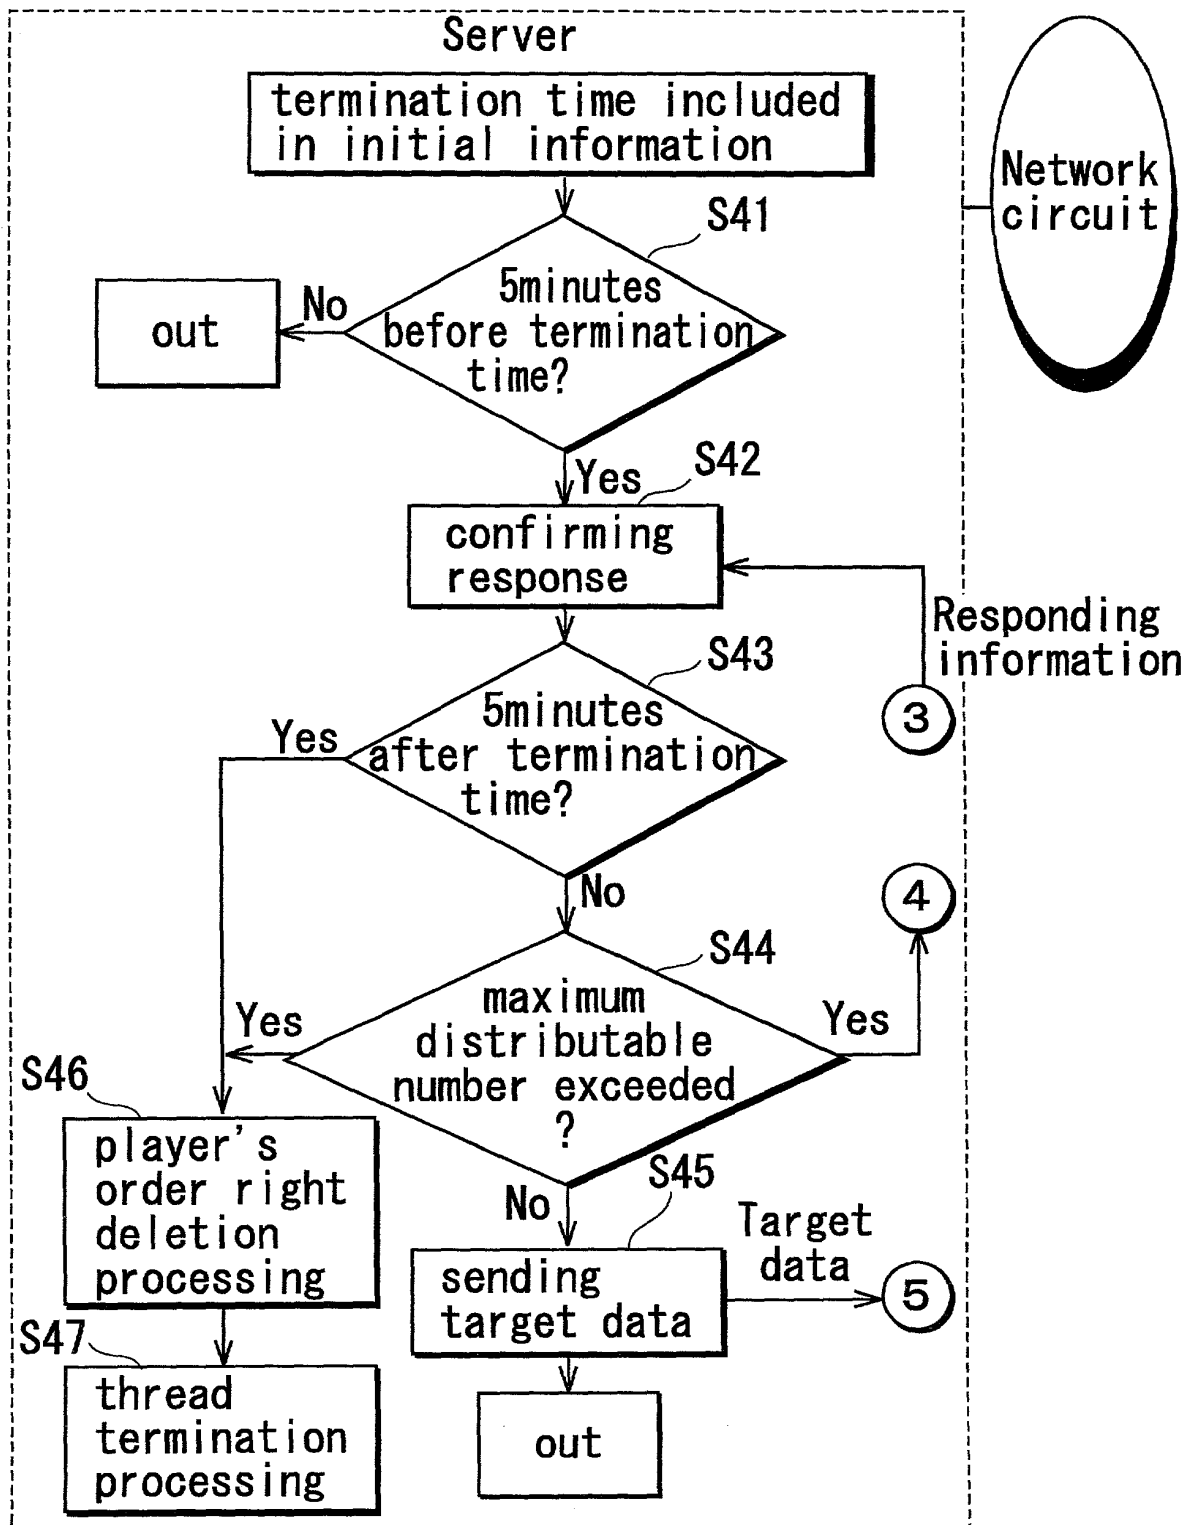 Server
termination time included
in initial information
Network
circuit
S41
5minutes
before termination
time?
No
out
Yes
S42
confirming
response
Responding
information
3
S43
5minutes
after termination
time?
Yes
No
4
S44
maximum
distributable
number exceeded
?
Yes
Yes
S46
player's
order right
deletion
processing
No
S45
sending
target data
Target
data
5
S47
thread
termination
processing
out